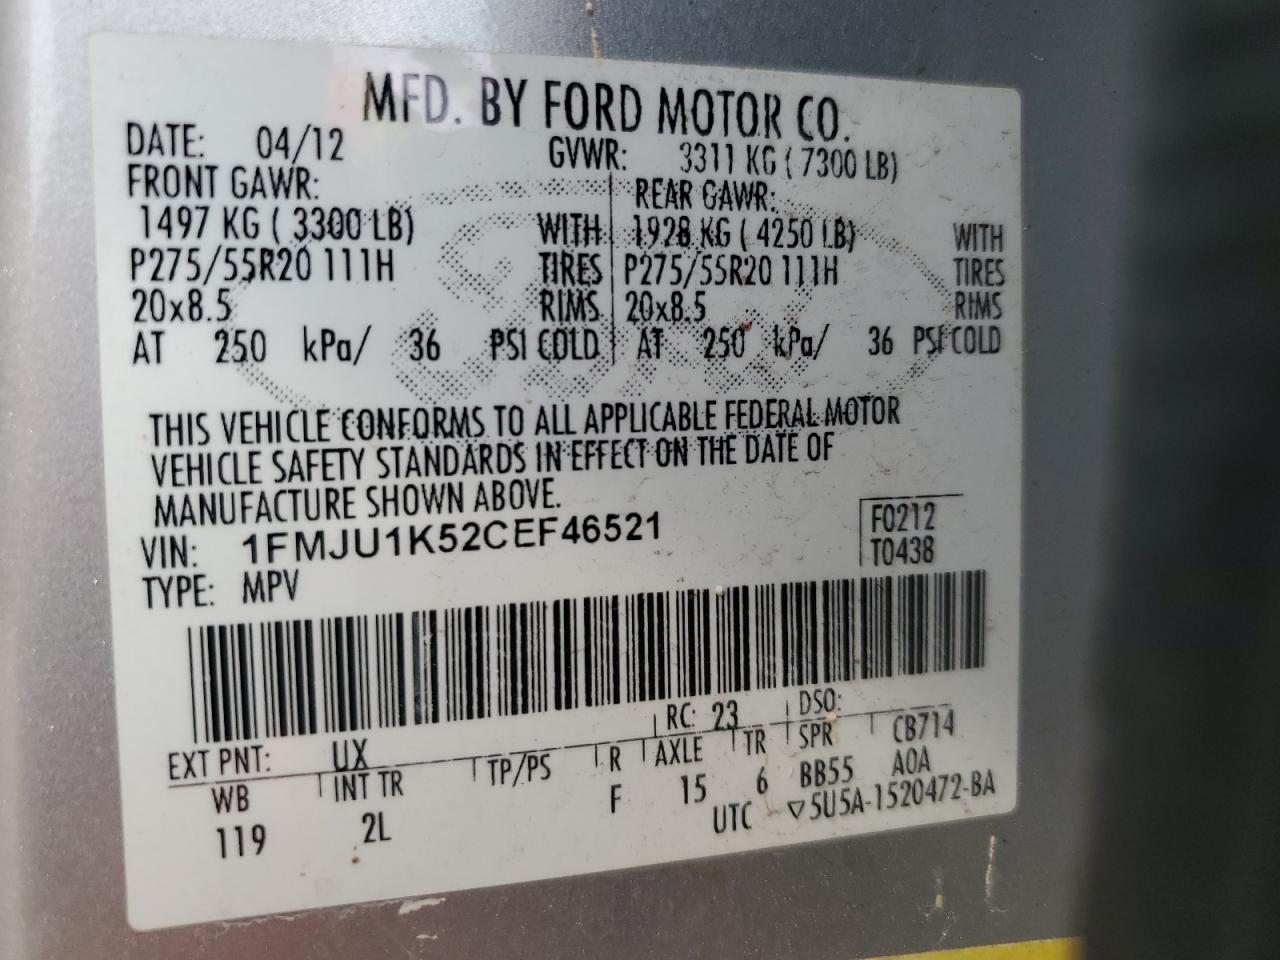 MFD. BY FORD MOTOR CO.
DATE: 04/12 GVWR: 3311 KG ( 7300 LB)
FRONT GAWR: REAR GAWR:
1497 KG ( 3300 LB) WITH 1928 KG ( 4250 LB) WITH
P275/55R20 111H TIRES P275/55R20 111H TIRES
20x8.5 RIMS 20x8.5 RIMS
AT 250 kPa/ 36 PSI COLD AT 250 kPa/ 36 PSI COLD
THIS VEHICLE CONFORMS TO ALL APPLICABLE FEDERAL MOTOR
VEHICLE SAFETY STANDARDS IN EFFECT ON THE DATE OF
MANUFACTURE SHOWN ABOVE.
VIN: 1FMJU1K52CEF46521 F0212
TYPE: MPV T0438
EXT PNT: UX RC: 23 DSO:
WB INT TR TP/PS R AXLE TR SPR CB714
119 2L F 15 6 BB55 AOA
UTC ▽5U5A-1520472-BA